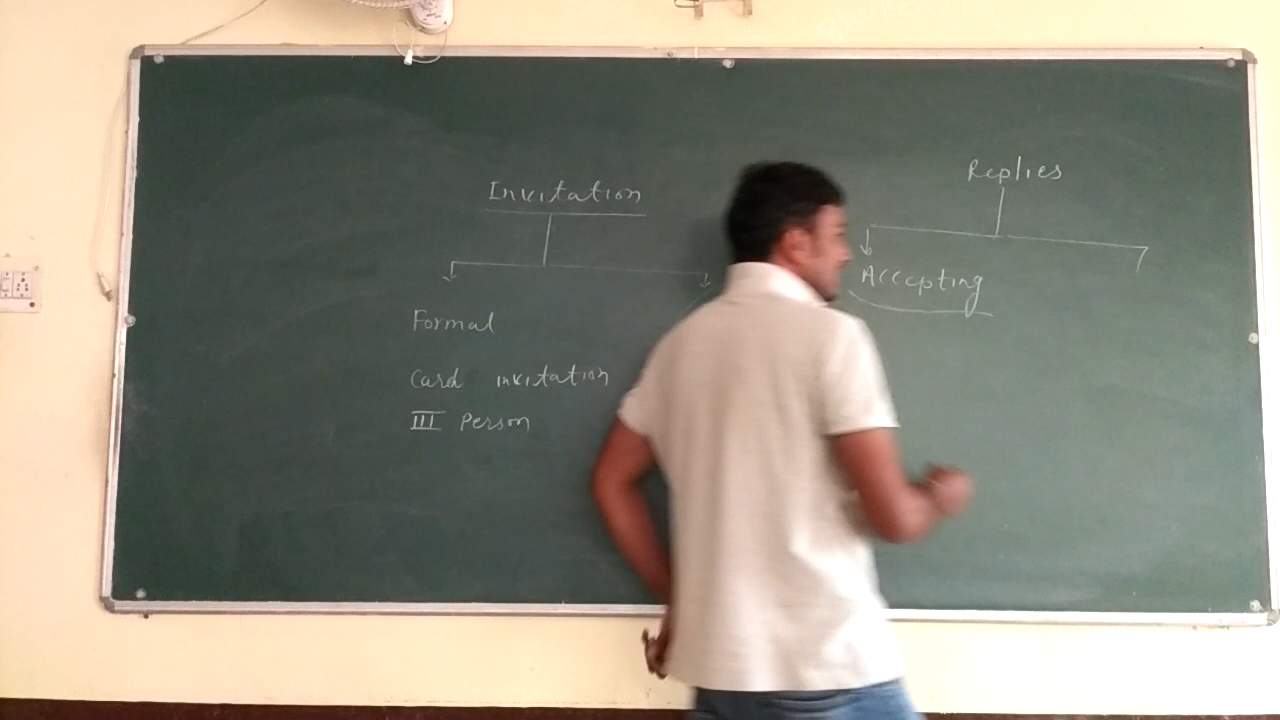 Invitation
Formal
Card invitation
III Person
Replies
Accepting